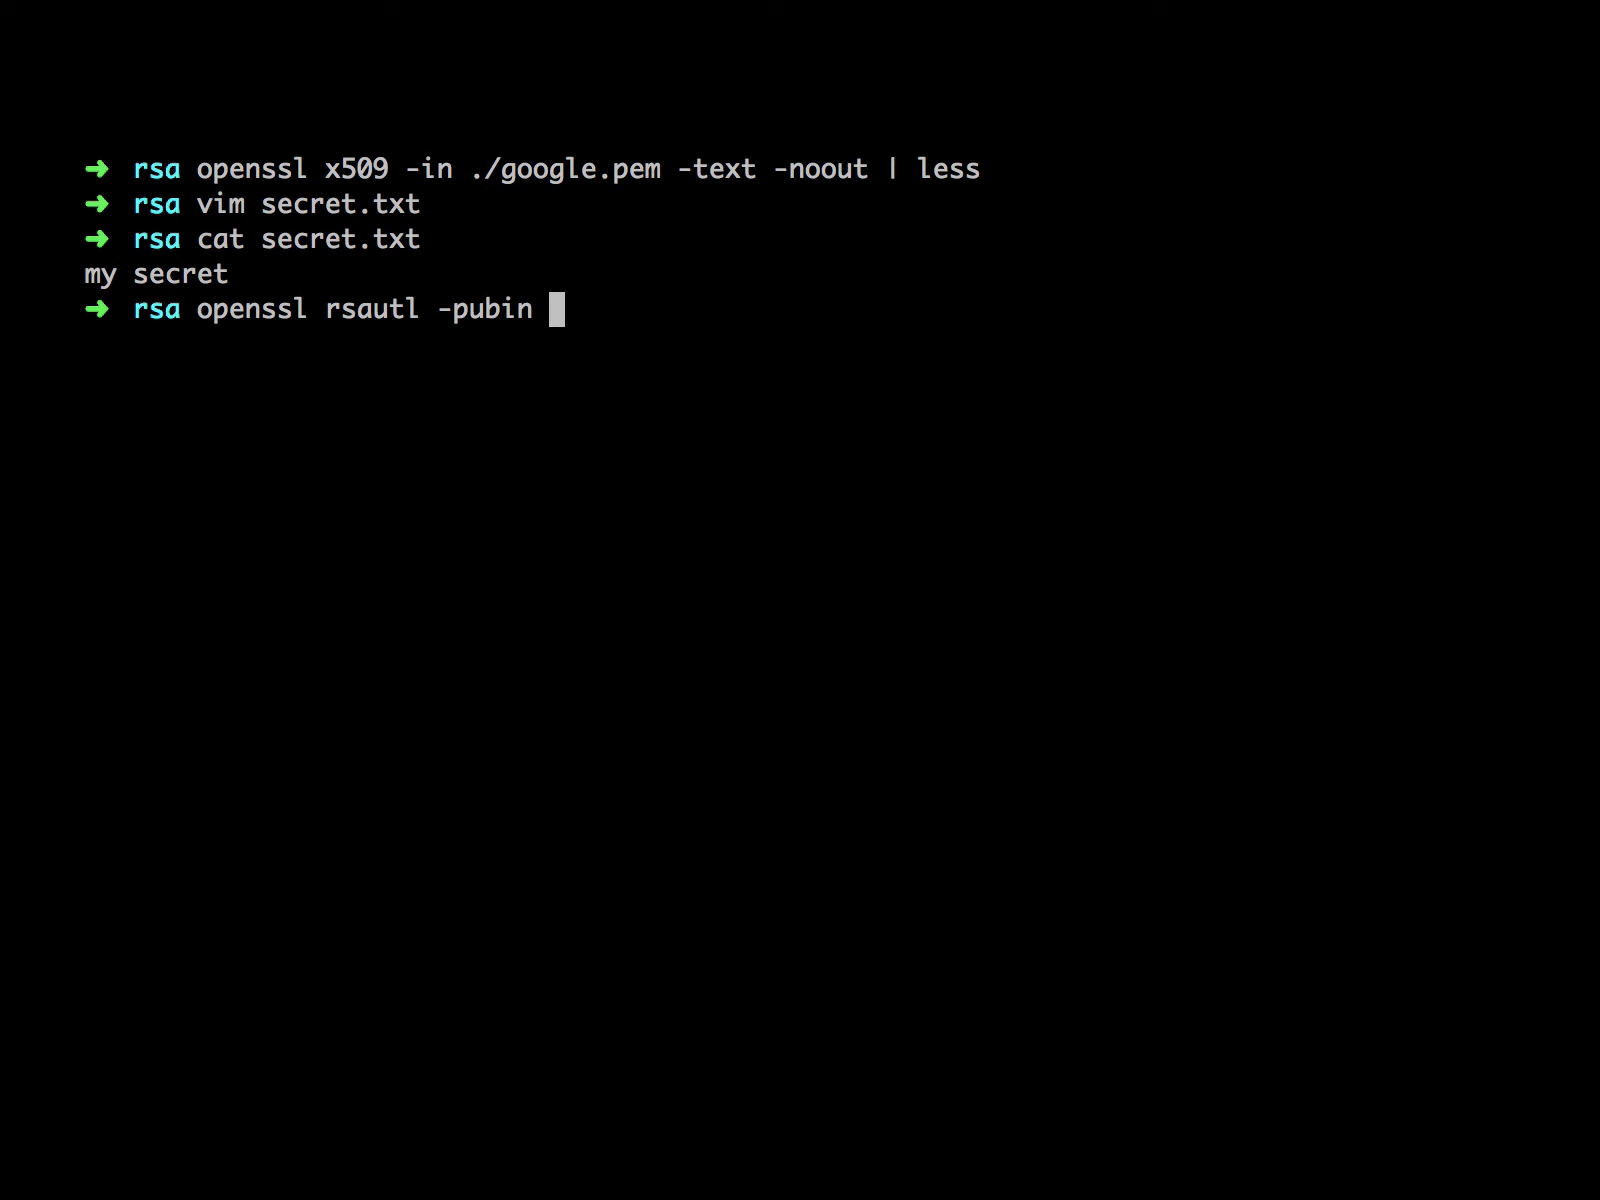 ➜ rsa openssl x509 -in ./google.pem -text -noout | less
➜ rsa vim secret.txt
➜ rsa cat secret.txt
my secret
➜ rsa openssl rsautl -pubin